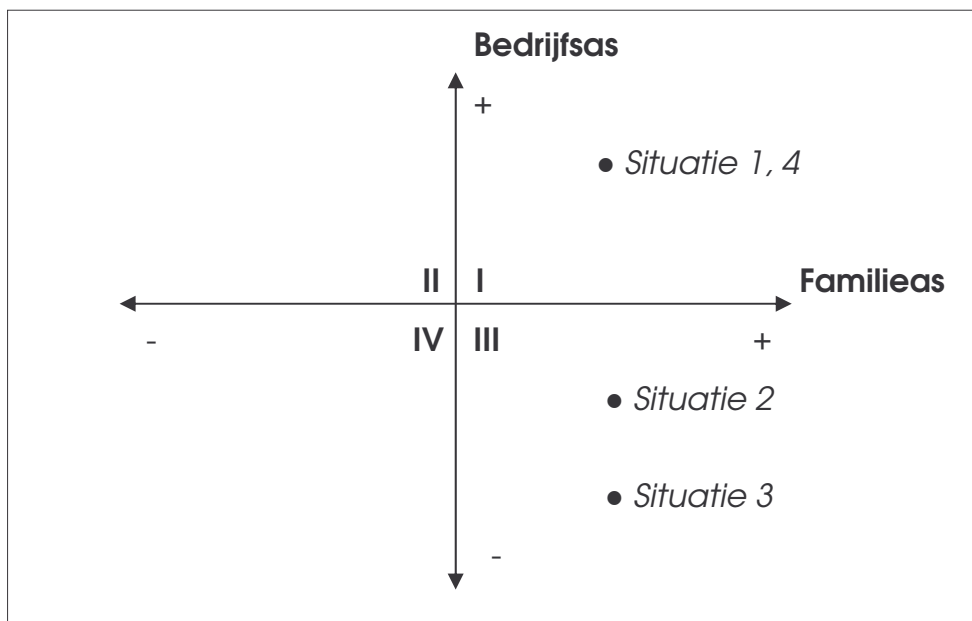 Bedrijfsas
+
Situatie 1, 4
II I Familieas
- IV III +
Situatie 2
Situatie 3
-